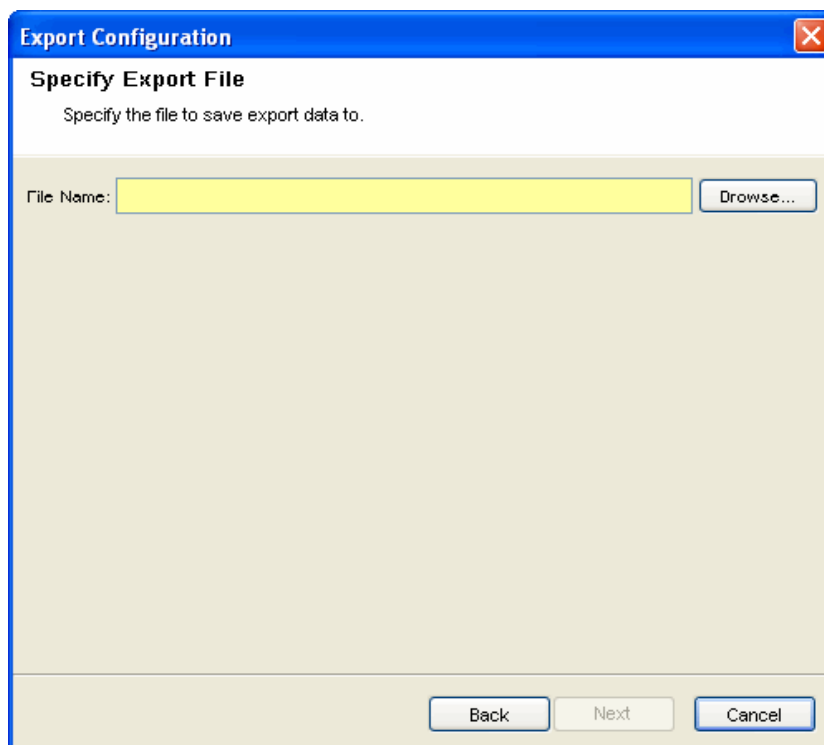 Export Configuration
Specify Export File
Specify the file to save export data to.
File Name:
Browse...
Back
Next
Cancel